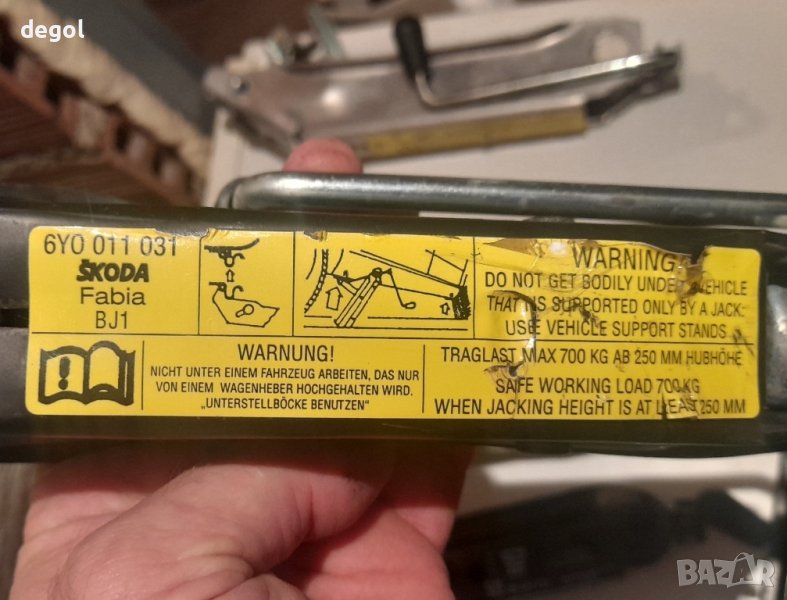 degol
6Y0 011 031
ŠKODA
Fabia
BJ1
WARNING
DO NOT GET BODILY UNDER VEHICLE
THAT IS SUPPORTED ONLY BY A JACK:
USE VEHICLE SUPPORT STANDS
WARNUNG!
NICHT UNTER EINEM FAHRZEUG ARBEITEN, DAS NUR
VON EINEM WAGENHEBER HOCHGEHALTEN WIRD.
„UNTERSTELLBÖCKE BENUTZEN"
TRAGLAST MAX 700 KG AB 250 MM HUBHÖHE
SAFE WORKING LOAD 700 KG
WHEN JACKING HEIGHT IS AT LEAST 250 MM
BAZAR